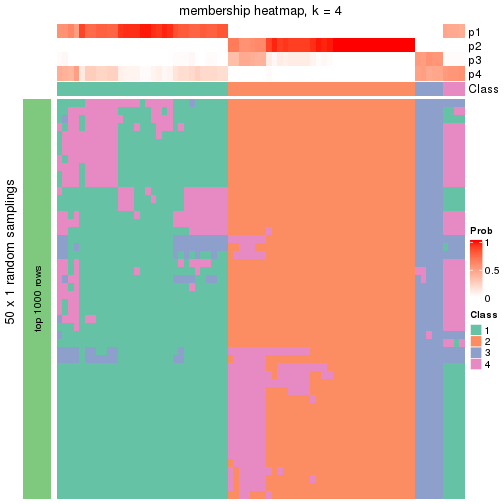 membership heatmap, k = 4
p1
p2
p3
p4
Class
50 x 1 random samplings
top 1000 rows
Prob
1
0.5
0
Class
1
2
3
4